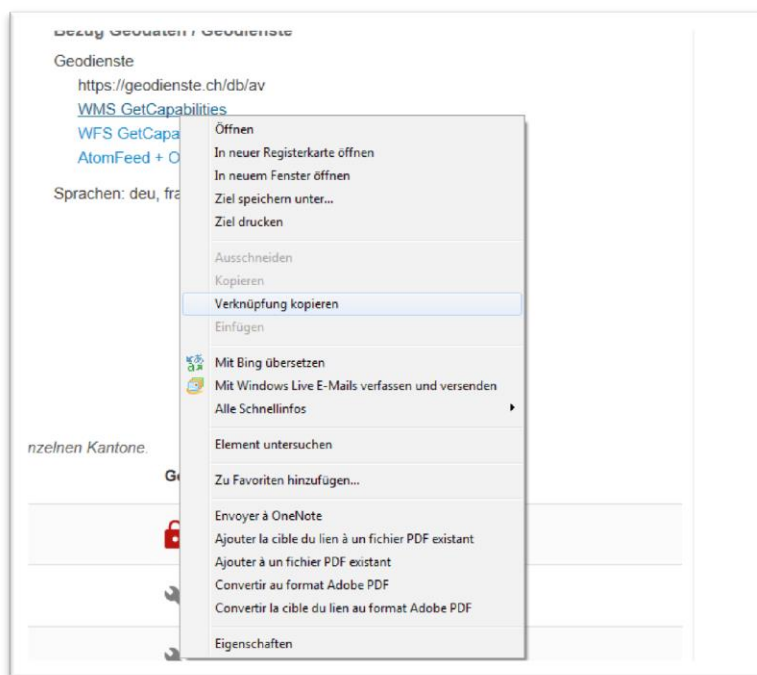 Bezug Geodaten / Geodienste
Geodienste
https://geodienste.ch/db/av
WMS GetCapabilities
WFS GetCapa
AtomFeed + O
Sprachen: deu, fra
Öffnen
In neuer Registerkarte öffnen
In neuem Fenster öffnen
Ziel speichern unter...
Ziel drucken
Ausschneiden
Kopieren
Verknüpfung kopieren
Einfügen
Mit Bing übersetzen
Mit Windows Live E-Mails verfassen und versenden
Alle Schnellinfos
Element untersuchen
Zu Favoriten hinzufügen...
Envoyer à OneNote
Ajouter la cible du lien à un fichier PDF existant
Ajouter à un fichier PDF existant
Convertir au format Adobe PDF
Convertir la cible du lien au format Adobe PDF
Eigenschaften
nzelnen Kantone.
Ge